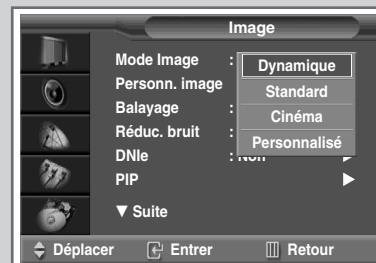 Image
Mode Image :
Dynamique
Personn. image
Standard
Balayage :
Cinéma
Réduc. bruit :
Personnalisé
DNIe : Non
PIP
▼ Suite
Déplacer Entrer Retour